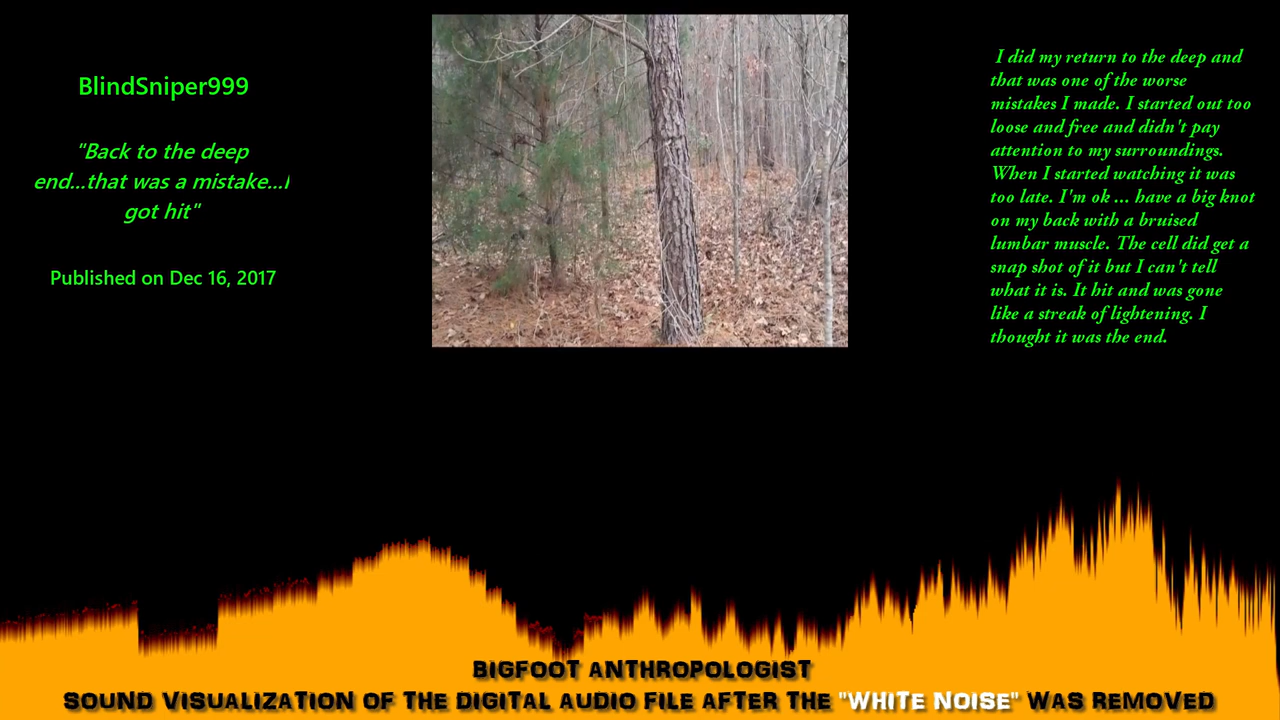 BlindSniper999
"Back to the deep
end...that was a mistake...I
got hit"
Published on Dec 16, 2017
I did my return to the deep and
that was one of the worse
mistakes I made. I started out too
loose and free and didn't pay
attention to my surroundings.
When I started watching it was
too late. I'm ok ... have a big knot
on my back with a bruised
lumbar muscle. The cell did get a
snap shot of it but I can't tell
what it is. It hit and was gone
like a streak of lightening. I
thought it was the end.
BIGFOOT ANTHROPOLOGIST
SOUND VISUALIZATION OF THE DIGITAL AUDIO FILE AFTER THE "WHITE NOISE" WAS REMOVED